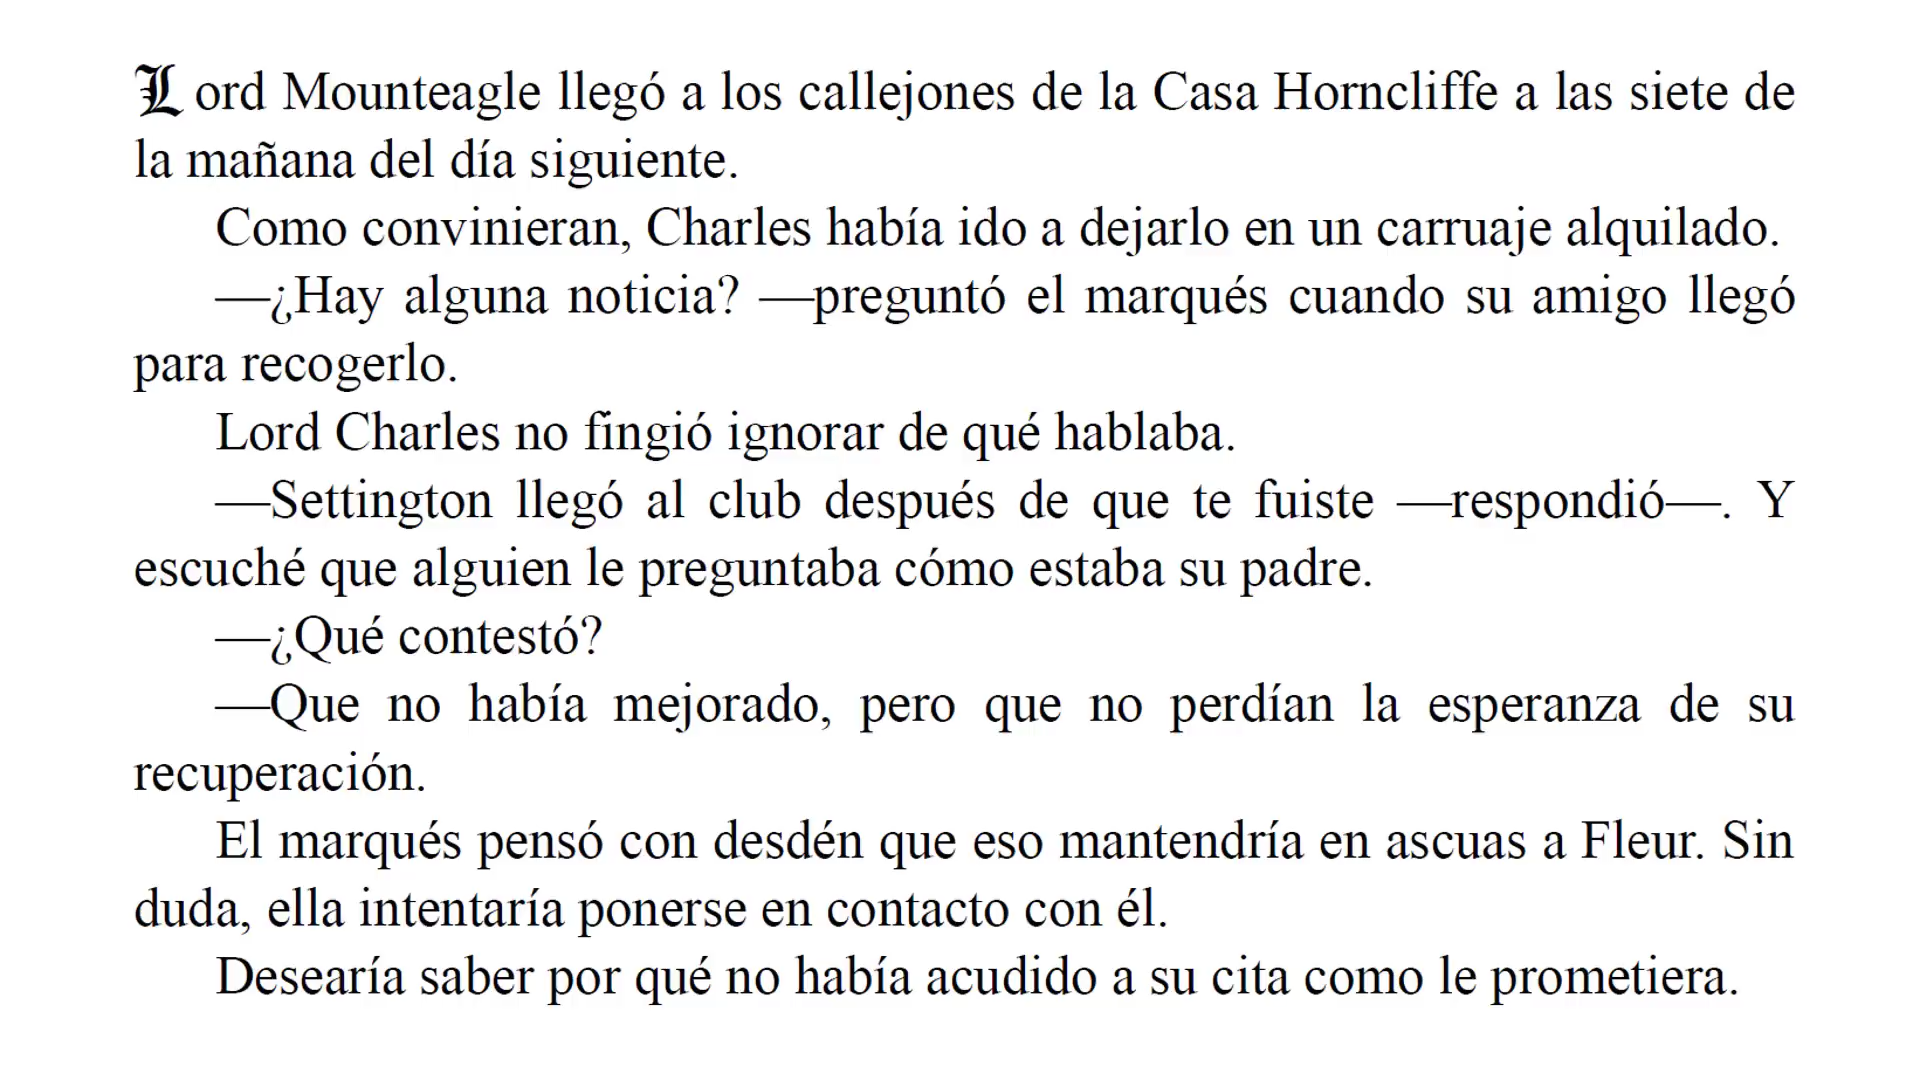 Lord Mounteagle llegó a los callejones de la Casa Horncliffe a las siete de
la mañana del día siguiente.
Como convinieran, Charles había ido a dejarlo en un carruaje alquilado.
—¿Hay alguna noticia? —preguntó el marqués cuando su amigo llegó
para recogerlo.
Lord Charles no fingió ignorar de qué hablaba.
—Settington llegó al club después de que te fuiste —respondió—. Y
escuché que alguien le preguntaba cómo estaba su padre.
—¿Qué contestó?
—Que no había mejorado, pero que no perdían la esperanza de su
recuperación.
El marqués pensó con desdén que eso mantendría en ascuas a Fleur. Sin
duda, ella intentaría ponerse en contacto con él.
Desearía saber por qué no había acudido a su cita como le prometiera.